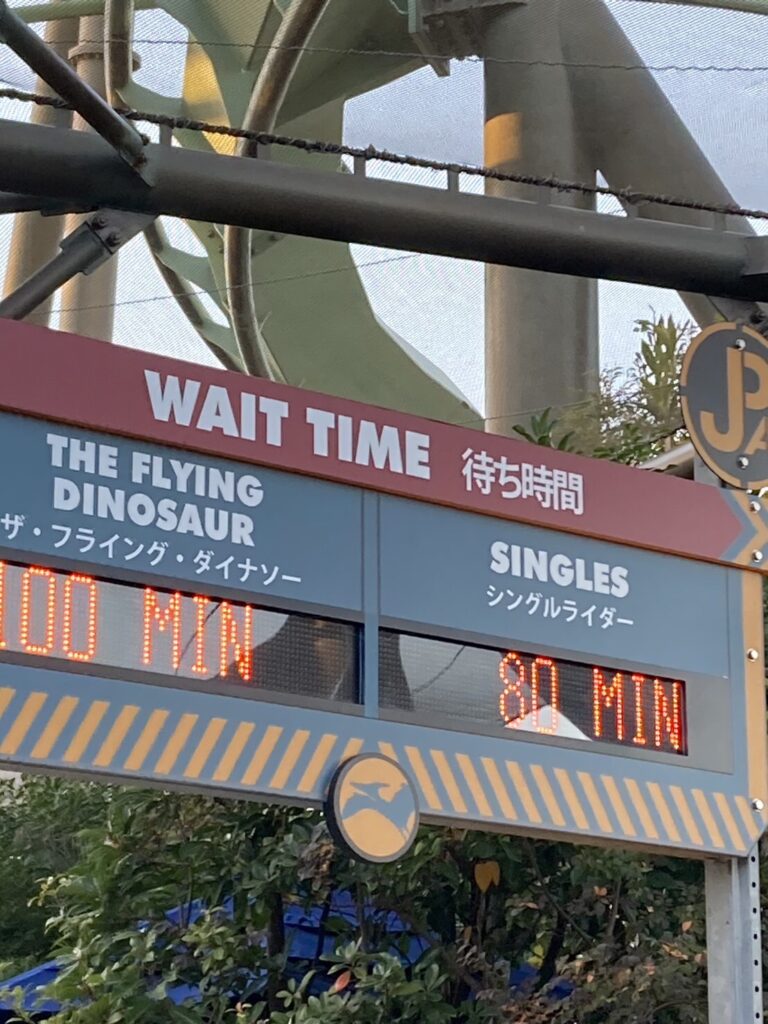 WAIT TIME 待ち時間
THE FLYING
DINOSAUR
ザ・フライング・ダイナソー
100 MIN
SINGLES
シングルライダー
80 MIN